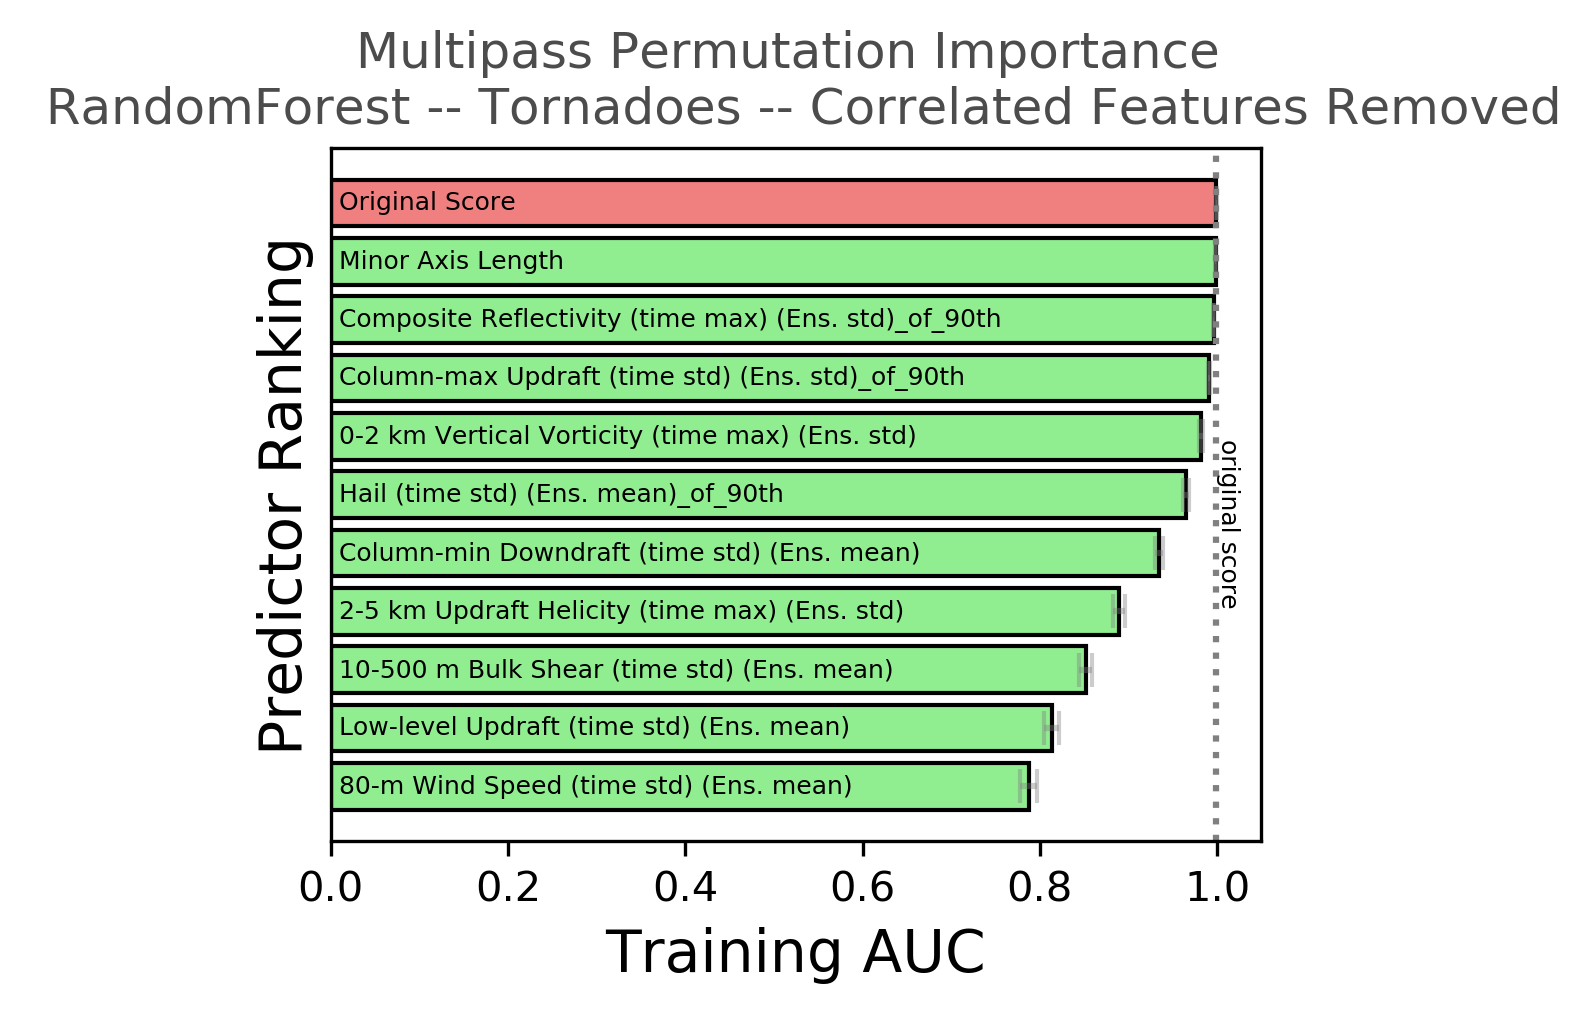 Multipass Permutation Importance
RandomForest -- Tornadoes -- Correlated Features Removed
Predictor Ranking
Original Score
Minor Axis Length
Composite Reflectivity (time max) (Ens. std)_of_90th
Column-max Updraft (time std) (Ens. std)_of_90th
0-2 km Vertical Vorticity (time max) (Ens. std)
Hail (time std) (Ens. mean)_of_90th
Column-min Downdraft (time std) (Ens. mean)
2-5 km Updraft Helicity (time max) (Ens. std)
10-500 m Bulk Shear (time std) (Ens. mean)
Low-level Updraft (time std) (Ens. mean)
80-m Wind Speed (time std) (Ens. mean)
original score
0.0 0.2 0.4 0.6 0.8 1.0
Training AUC